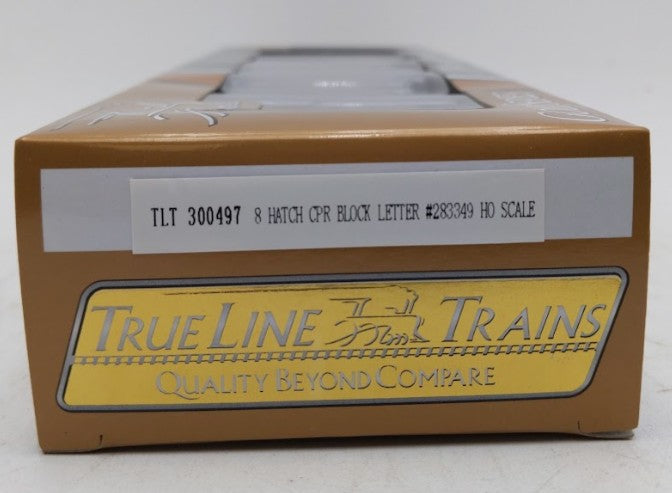 TLT 300497 8 HATCH CPR BLOCK LETTER #283349 HO SCALE
TRUE LINE TRAINS
QUALITY BEYOND COMPARE